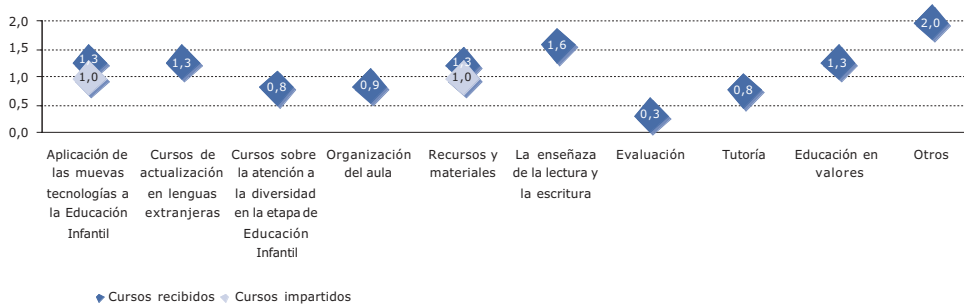 2,0
1,5
1,0
0,5
0,0
1,3
1,0
1,3
0,8
0,9
1,3
1,0
1,6
0,3
0,8
1,3
2,0
Aplicación de
las muevas
tecnologías a
la Educación
Infantil
Cursos de
actualización
en lenguas
extranjeras
Cursos sobre
la atención a
la diversidad
en la etapa de
Educación
Infantil
Organización
del aula
Recursos y
materiales
La enseñaza
de la lectura y
la escritura
Evaluación
Tutoría
Educación en
valores
Otros
Cursos recibidos
Cursos impartidos